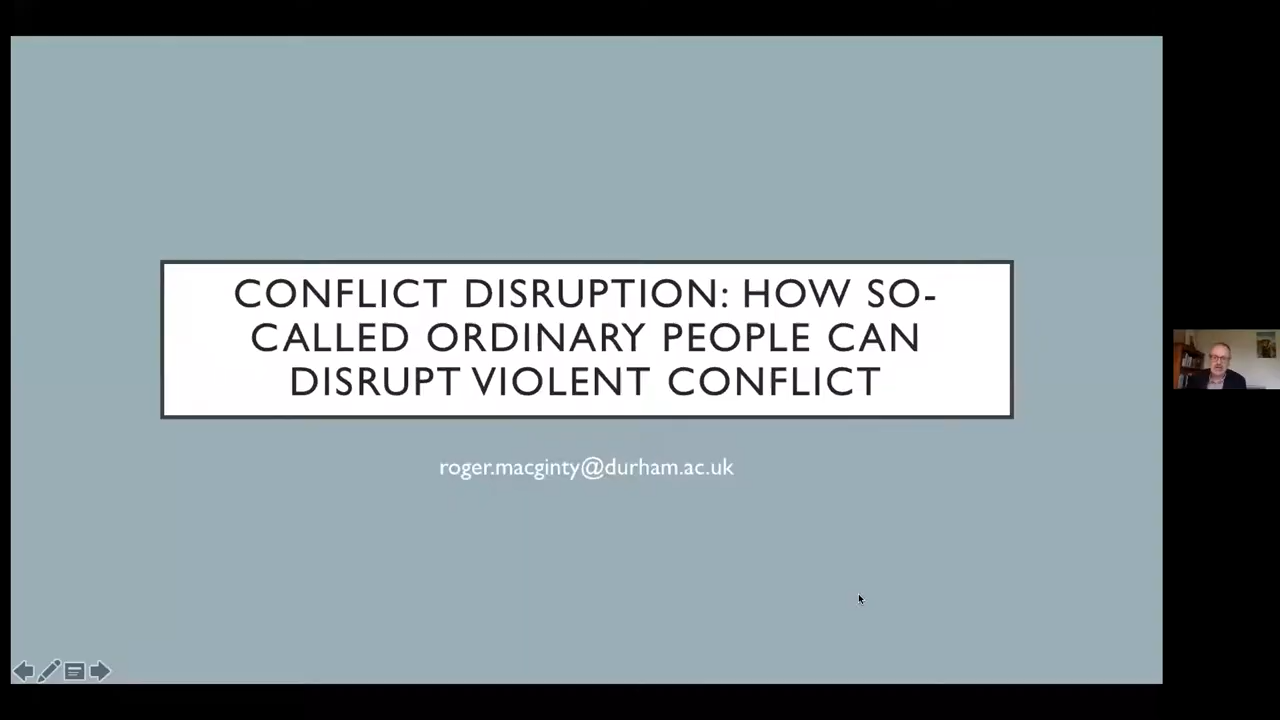 CONFLICT DISRUPTION: HOW SO-
CALLED ORDINARY PEOPLE CAN
DISRUPT VIOLENT CONFLICT
roger.macginty@durham.ac.uk